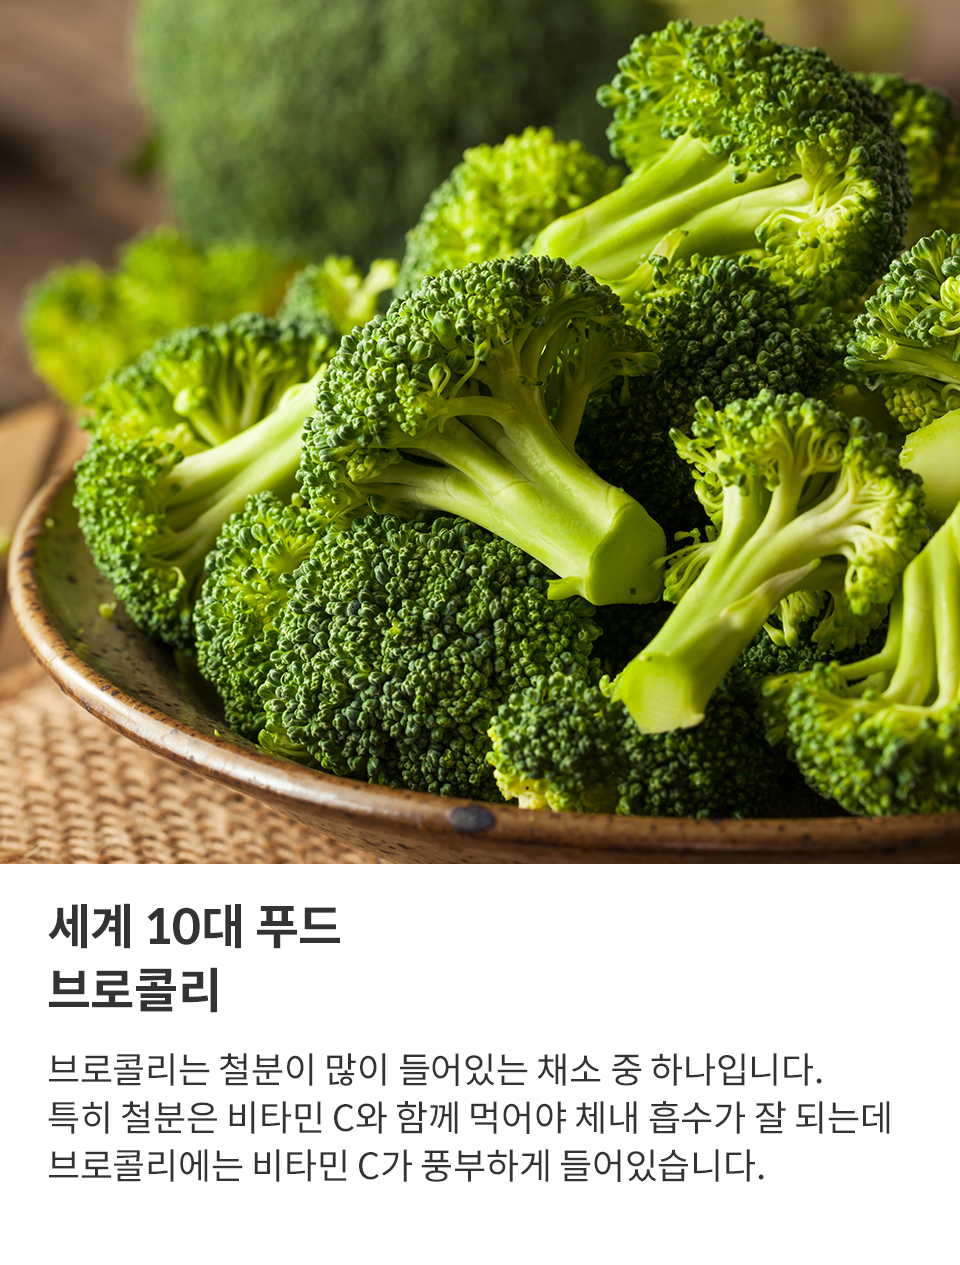 세계 10대 푸드
브로콜리
브로콜리는 철분이 많이 들어있는 채소 중 하나입니다.
특히 철분은 비타민 C와 함께 먹어야 체내 흡수가 잘 되는데
브로콜리에는 비타민 C가 풍부하게 들어있습니다.